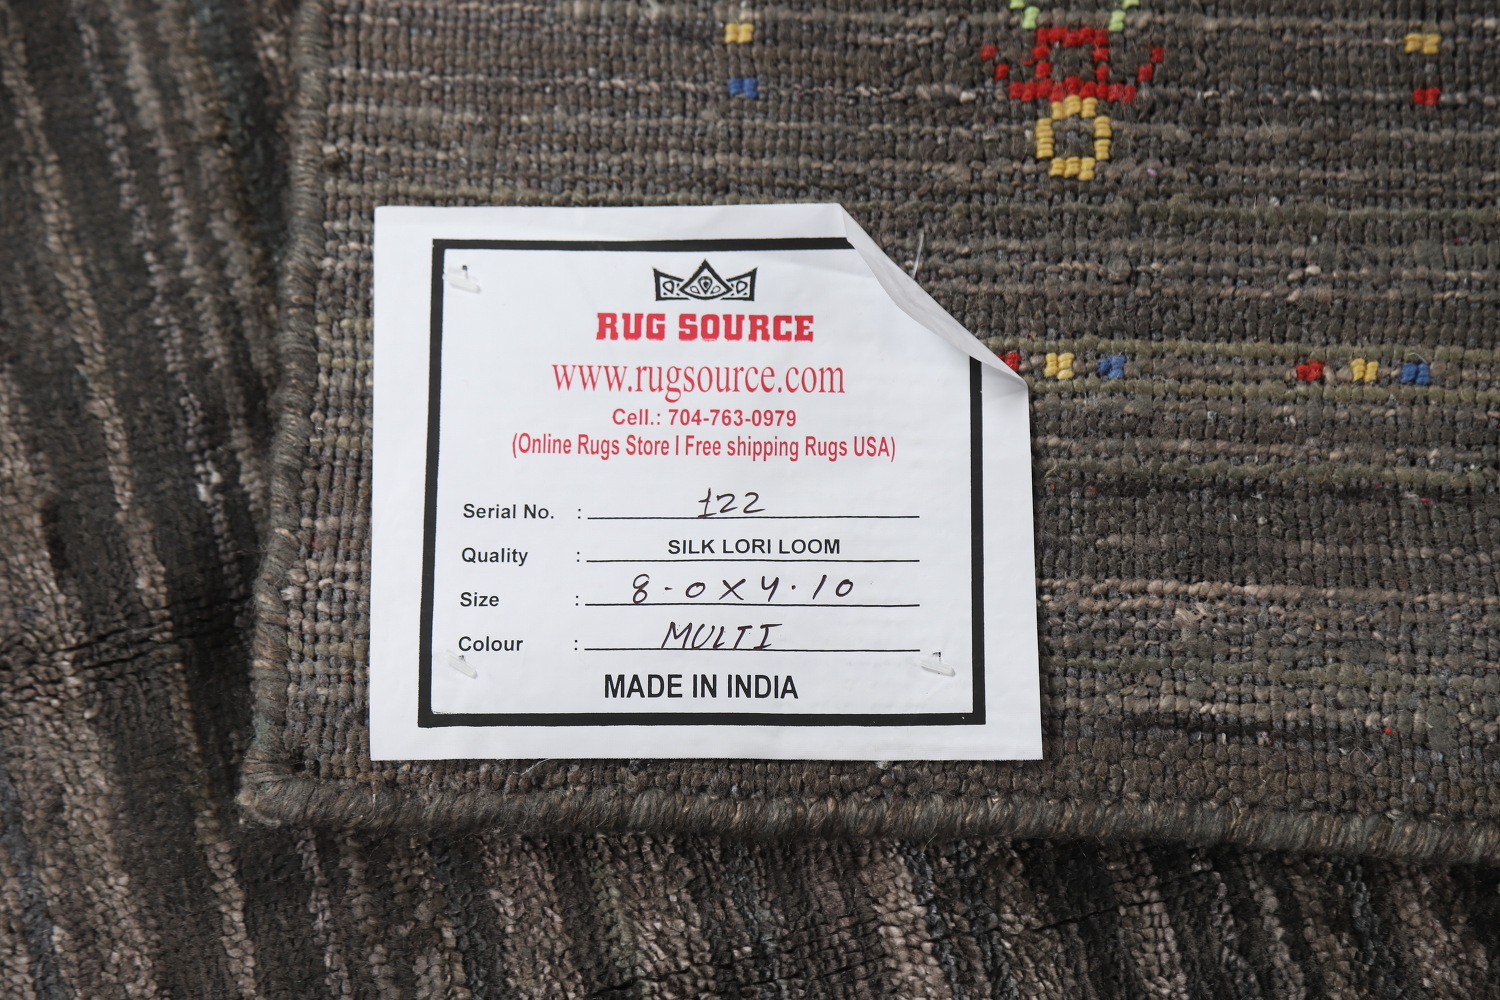 RUG SOURCE
www.rugsource.com
Cell.: 704-763-0979
(Online Rugs Store I Free shipping Rugs USA)
Serial No. : 122
Quality : SILK LORI LOOM
Size : 8-0X4.10
Colour : MULTI
MADE IN INDIA